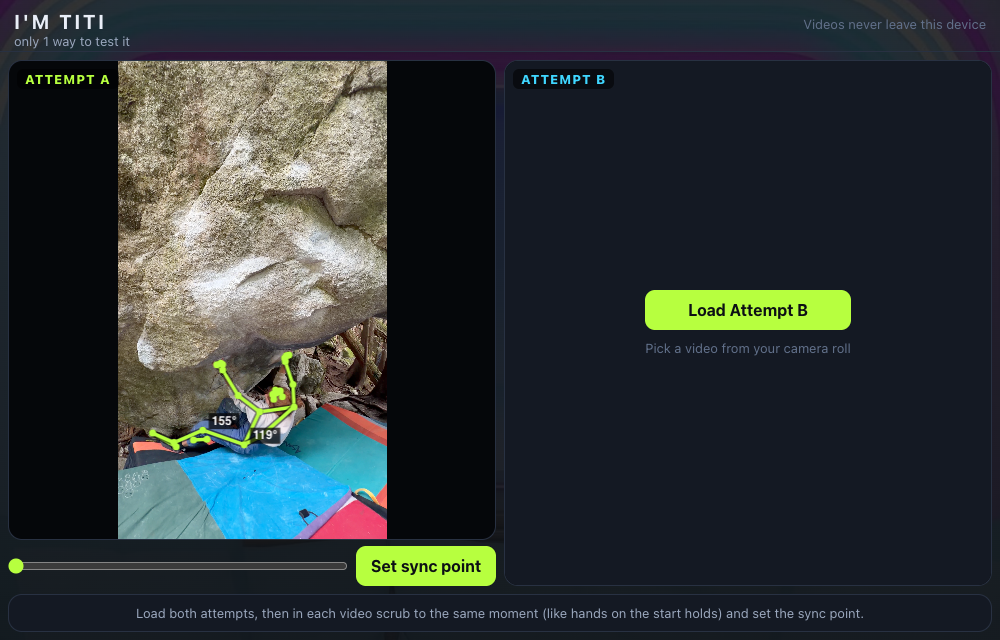 I'M TITI
only 1 way to test it
Videos never leave this device
ATTEMPT A
ATTEMPT B
155°
119°
Load Attempt B
Pick a video from your camera roll
Set sync point
Load both attempts, then in each video scrub to the same moment (like hands on the start holds) and set the sync point.